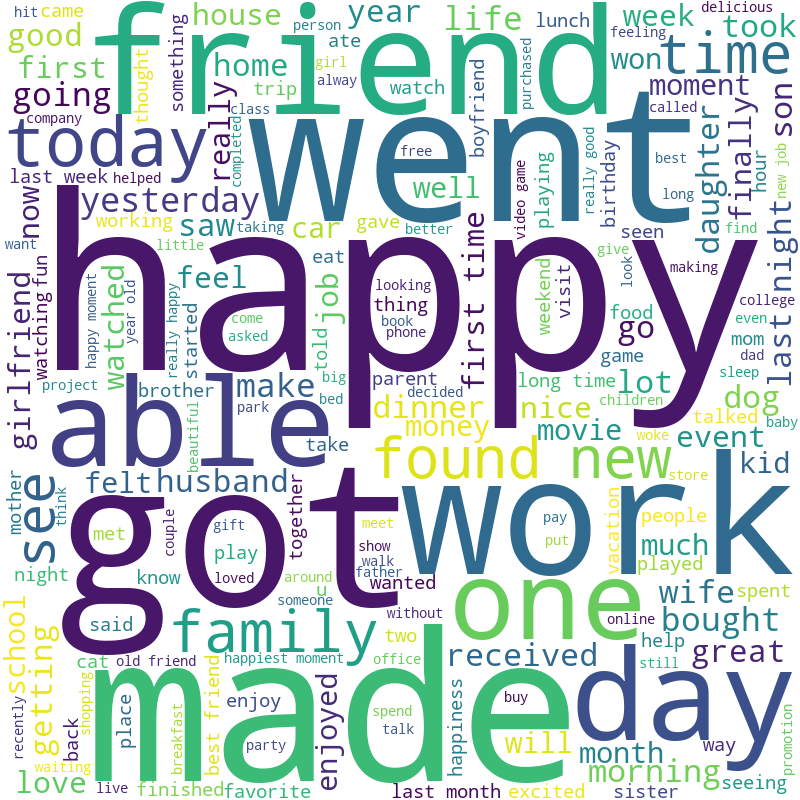 hit
came
friend
year
house
life
week
delicious
took
person
lunch
feeling
good
ate
time
first
thought
something
home
girl
won
going
trip
alway
watch
purchased
moment
son
company
really
class
boyfriend
called
today
went
free
completed
best
new job
hour
finally
daughter
last week
helped
really good
long
birthday
yesterday
well
playing
find
now
working
saw
car
gave
video game
seen
want
taking
better
first time
give
night
little
happy
look
making
eat
girlfriend
fun
watching
happy moment
watched
feel
looking
weekend
visit
college
year old
really happy
started
job
thing
food
come
book
go
even
asked
told
phone
game
mom
dad
last
parent
long time
lot
sleep
project
brother
make
big
decided
children
dog
baby
able
beautiful
park
bed
dinner
nice
talked
money
movie
event
take
woke
found new
kid
see
felt
husband
store
mother
think
got
couple
gift
together
work
met
meet
pay
vacation
people
play
show
put
much
night
walk
played
know
loved
around
father
wanted
one
u
someone
wife
spent
school
said
without
online
bought
family
two
help
cat
old friend
happiest moment
office
received
still
great
getting
made
day
back
place
best friend
enjoy
enjoyed
spend
happiness
buy
promotion
recently
shopping
breakfast
party
talk
will
month
way
waiting
morning
seeing
love
live
finished
favorite
last month
excited
sister